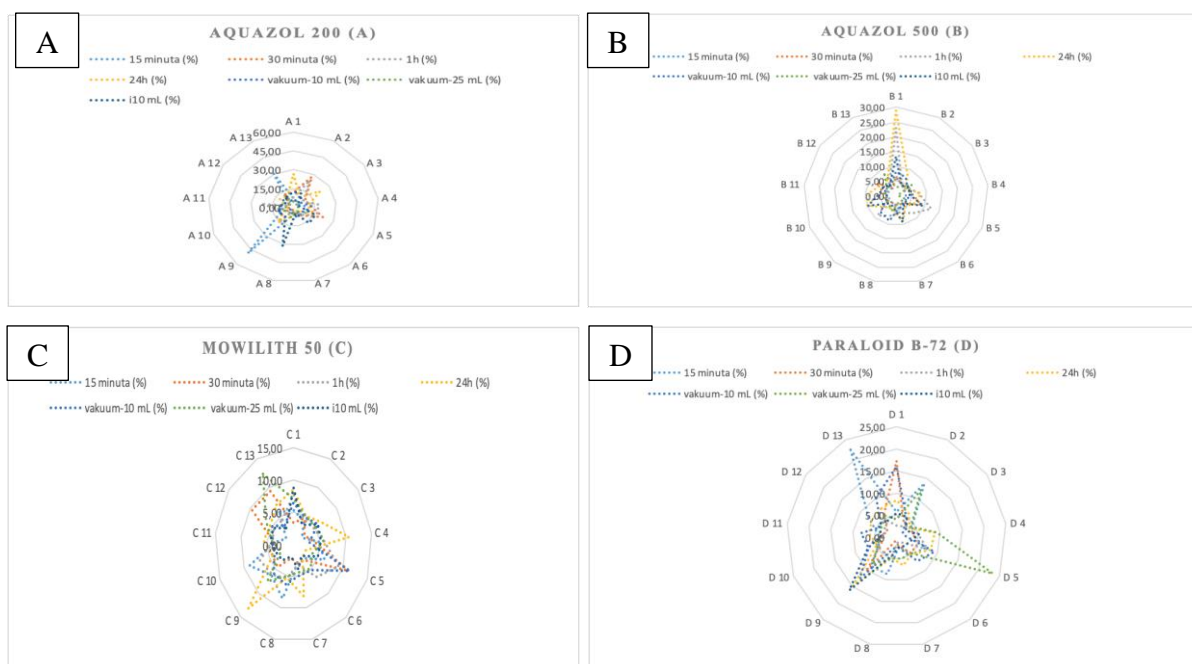 A
AQUAZOL 200 (A)
15 minuta (%) 30 minuta (%) 1h (%)
24h (%) vakuum-10 mL (%) vakuum-25 mL (%)
i10 mL (%)
A 1
A 13 60,00 A 2
45,00
A 12 30,00 A 3
15,00
A 11 0,00 A 4
A 10 A 5
A 9 A 6
A 8 A 7
B
AQUAZOL 500 (B)
15 minuta (%) 30 minuta (%) 1h (%) 24h (%)
vakuum-10 mL (%) vakuum-25 mL (%) i10 mL (%)
B 1
B 13 30,00 B 2
25,00
B 12 20,00 B 3
15,00
10,00
B 11 5,00 B 4
0,00
B 10 B 5
B 9 B 6
B 8 B 7
C
MOWILITH 50 (C)
15 minuta (%) 30 minuta (%) 1h (%) 24h (%)
vakuum-10 mL (%) vakuum-25 mL (%) i10 mL (%)
C 1
C 13 15,00 C 2
C 12 10,00 C 3
5,00
C 11 0,00 C 4
C 10 C 5
C 9 C 6
C 8 C 7
D
PARALOID B-72 (D)
15 minuta (%) 30 minuta (%) 1h (%) 24h (%)
vakuum-10 mL (%) vakuum-25 mL (%) i10 mL (%)
D 1
D 13 25,00 D 2
20,00
D 12 15,00 D 3
10,00
5,00
D 11 0,00 D 4
D 10 D 5
D 9 D 6
D 8 D 7